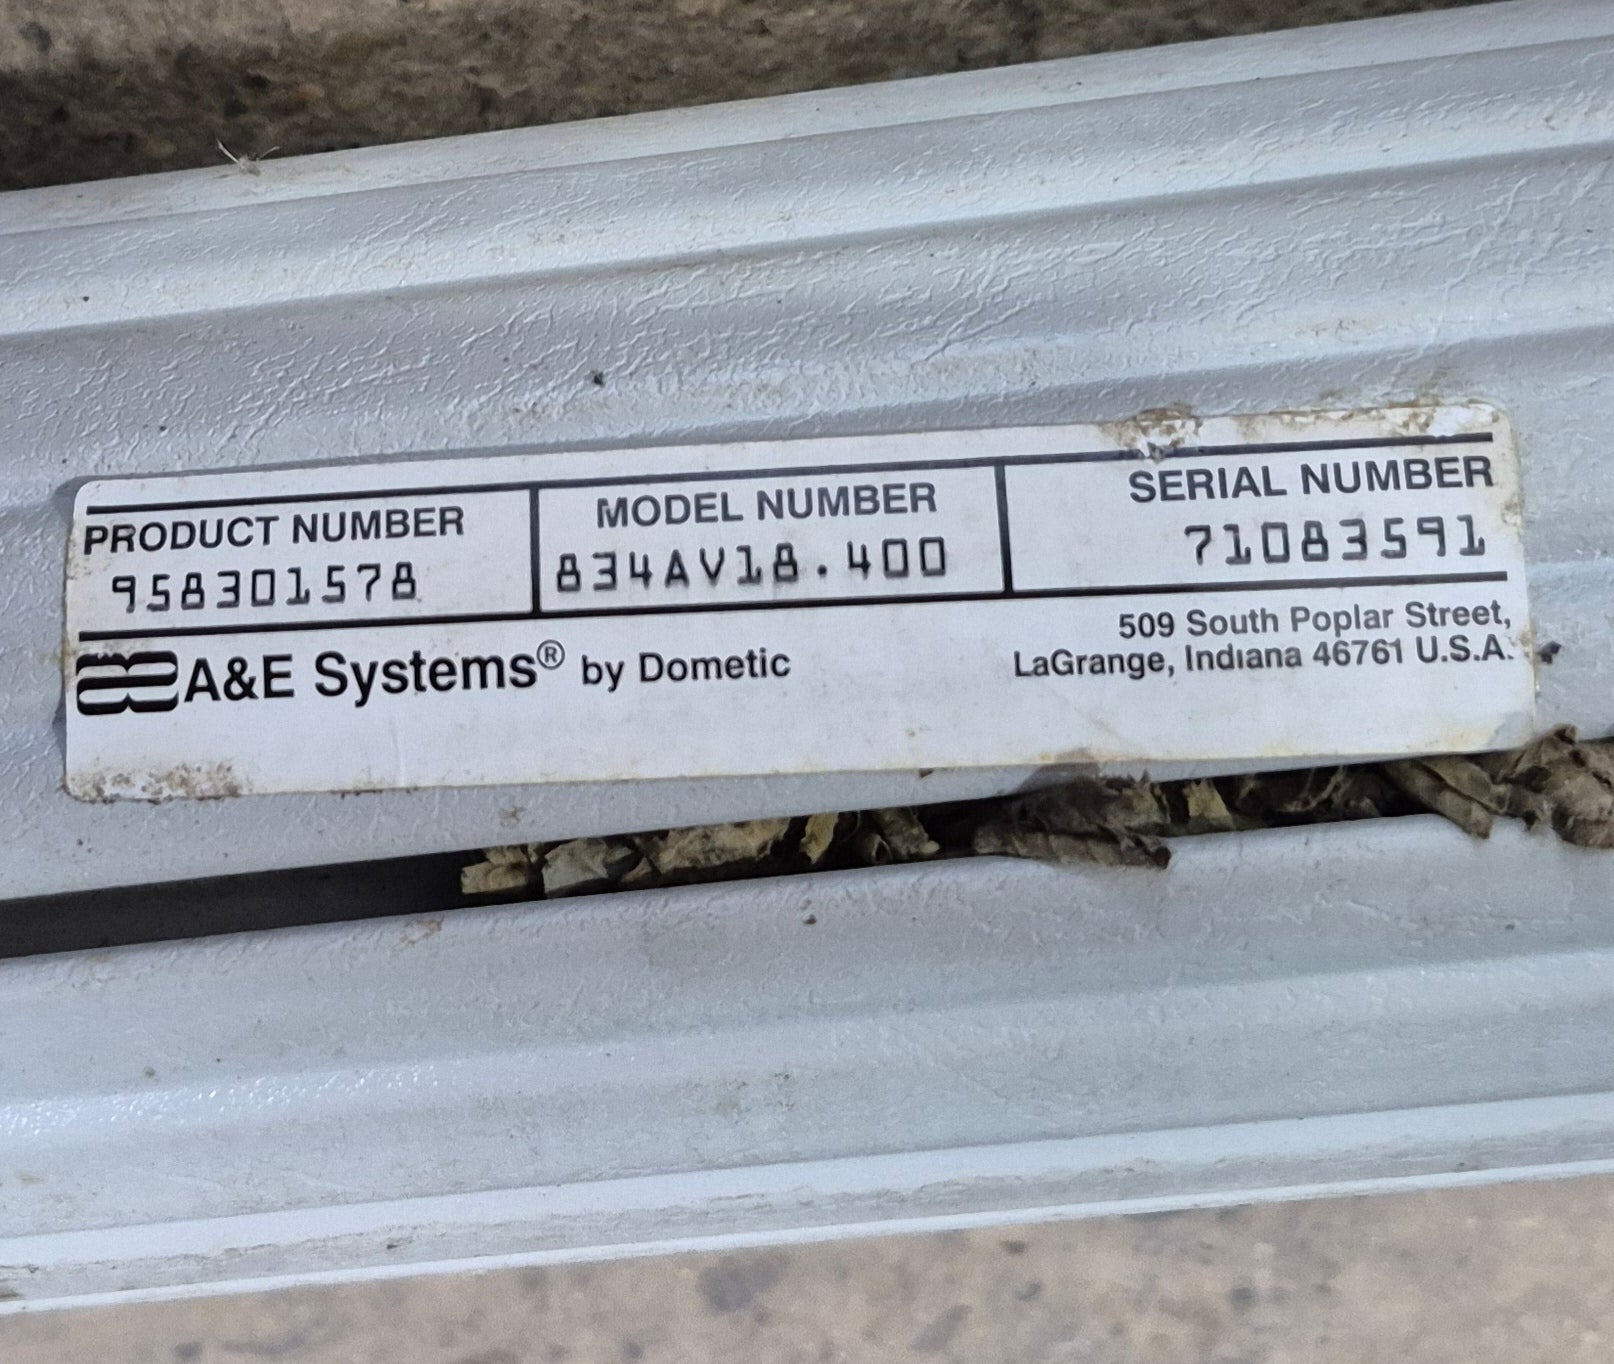 PRODUCT NUMBER MODEL NUMBER SERIAL NUMBER
958301578 834AV18.400 71083591
A&E Systems® by Dometic
509 South Poplar Street,
LaGrange, Indiana 46761 U.S.A.